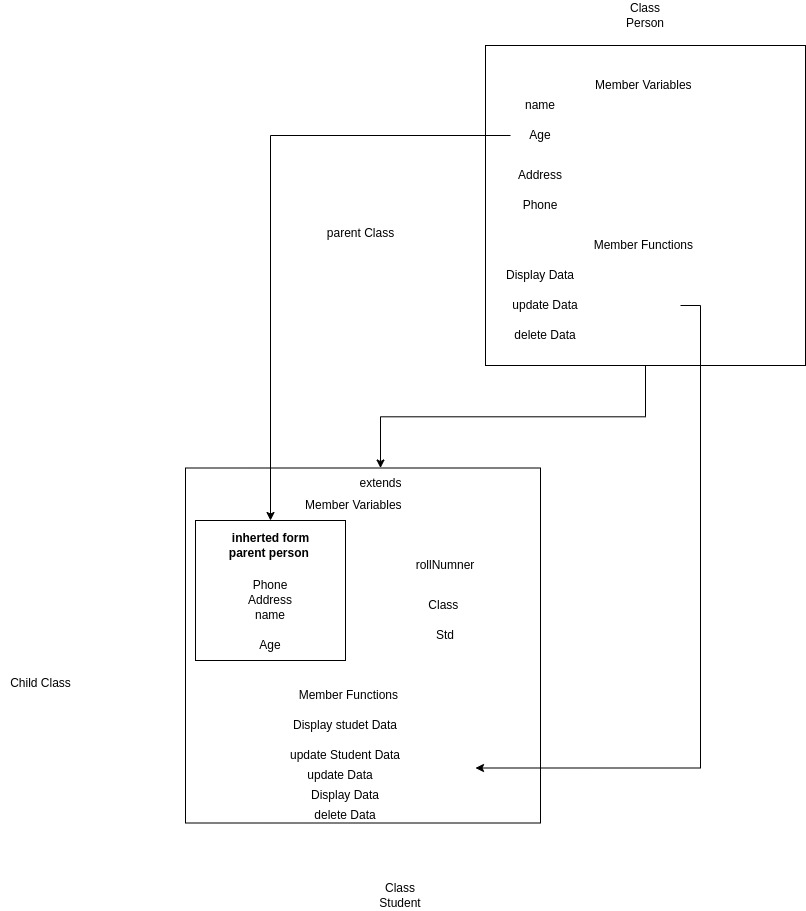 Class
Person
Member Variables
name
Age
Address
Phone
parent Class
Member Functions
Display Data
update Data
delete Data
extends
Member Variables
inherted form
parent person
Phone
Address
name
Age
rollNumner
Class
Std
Child Class
Member Functions
Display studet Data
update Student Data
update Data
Display Data
delete Data
Class
Student